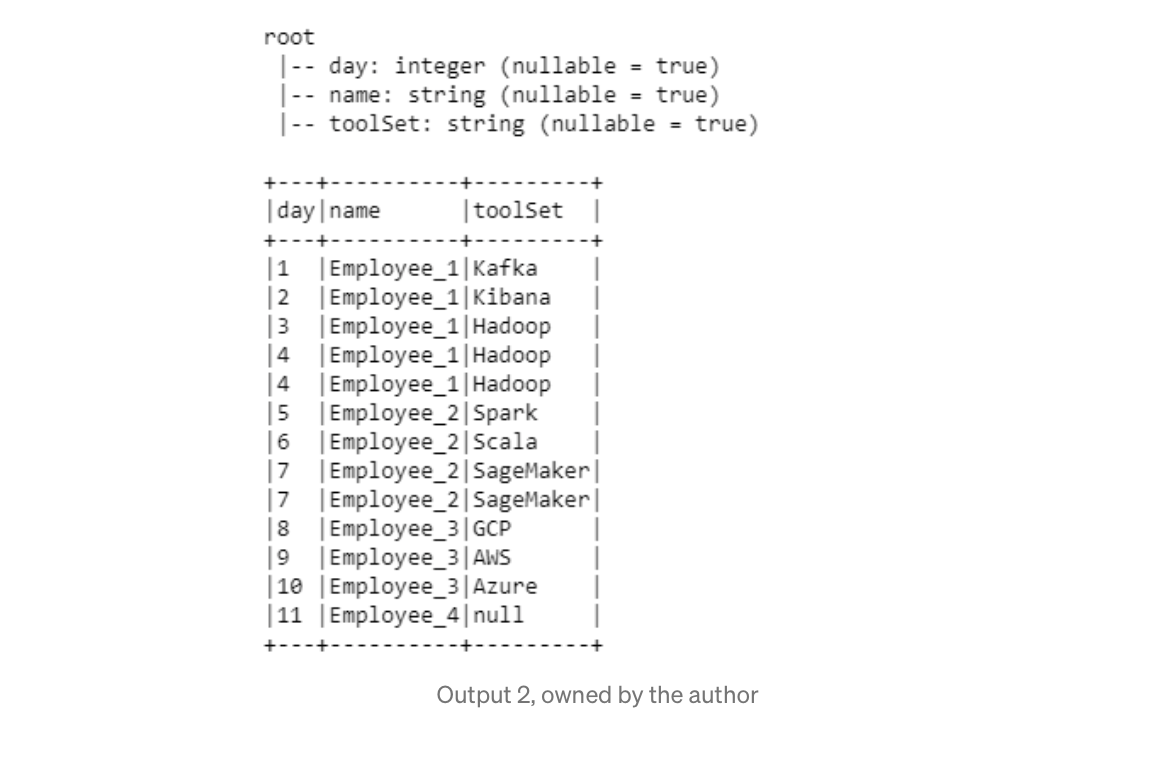 root
 |-- day: integer (nullable = true)
 |-- name: string (nullable = true)
 |-- toolSet: string (nullable = true)
+---+----------+---------+
|day|name      |toolSet  |
+---+----------+---------+
|1  |Employee_1|Kafka    |
|2  |Employee_1|Kibana   |
|3  |Employee_1|Hadoop   |
|4  |Employee_1|Hadoop   |
|4  |Employee_1|Hadoop   |
|5  |Employee_2|Spark    |
|6  |Employee_2|Scala    |
|7  |Employee_2|SageMaker|
|7  |Employee_2|SageMaker|
|8  |Employee_3|GCP      |
|9  |Employee_3|AWS      |
|10 |Employee_3|Azure    |
|11 |Employee_4|null     |
+---+----------+---------+
Output 2, owned by the author